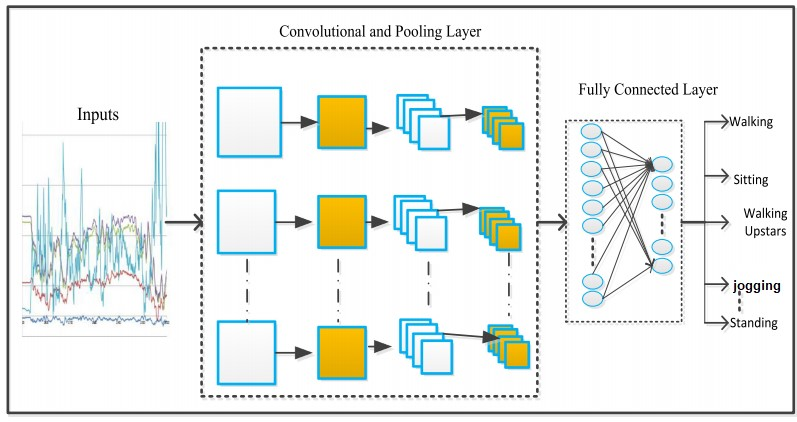 Convolutional and Pooling Layer
Inputs
Fully Connected Layer
Walking
Sitting
Walking
Upstars
jogging
Standing